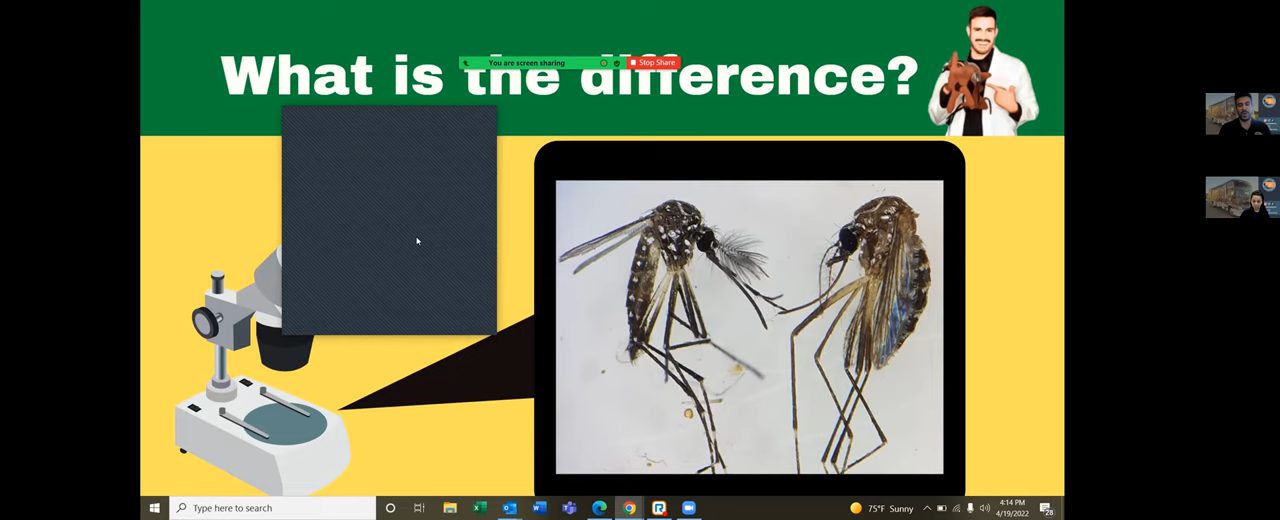 What is the difference?
You are screen sharing
Stop Share
Type here to search
75°F Sunny
4:14 PM
4/19/2022
28